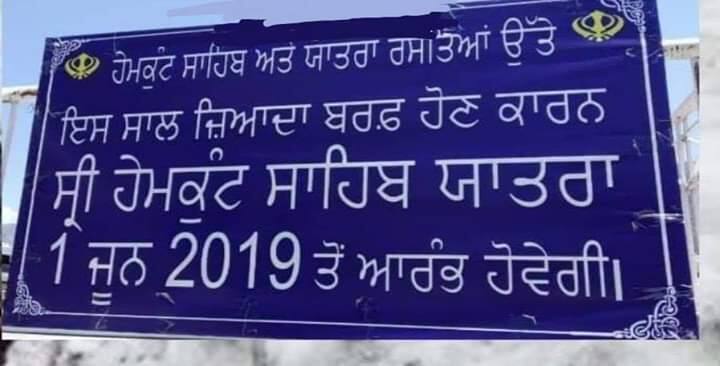 ਹੇਮਕੁੰਟ ਸਾਹਿਬ ਅਤੇ ਯਾਤਰਾ ਰਸਤਿਆਂ ਉੱਤੇ
ਇਸ ਸਾਲ ਜ਼ਿਆਦਾ ਬਰਫ਼ ਹੋਣ ਕਾਰਨ
ਸ੍ਰੀ ਹੇਮਕੁੰਟ ਸਾਹਿਬ ਯਾਤਰਾ
1 ਜੂਨ 2019 ਤੋਂ ਆਰੰਭ ਹੋਵੇਗੀ।